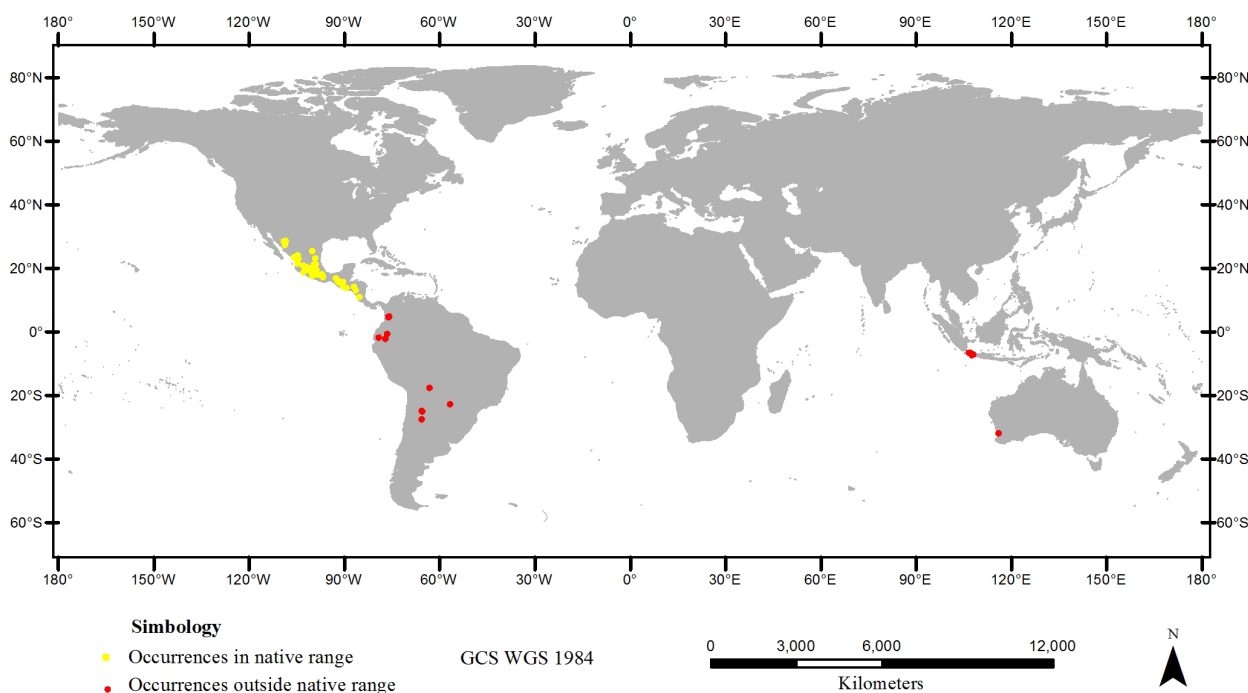 180° 150°W 120°W 90°W 60°W 30°W 0° 30°E 60°E 90°E 120°E 150°E 180°
80°N 80°N
60°N 60°N
40°N 40°N
20°N 20°N
0° 0°
20°S 20°S
40°S 40°S
60°S 60°S
180° 150°W 120°W 90°W 60°W 30°W 0° 30°E 60°E 90°E 120°E 150°E 180°
Simbology
Occurrences in native range
Occurrences outside native range
GCS WGS 1984
0 3,000 6,000 12,000
Kilometers
N